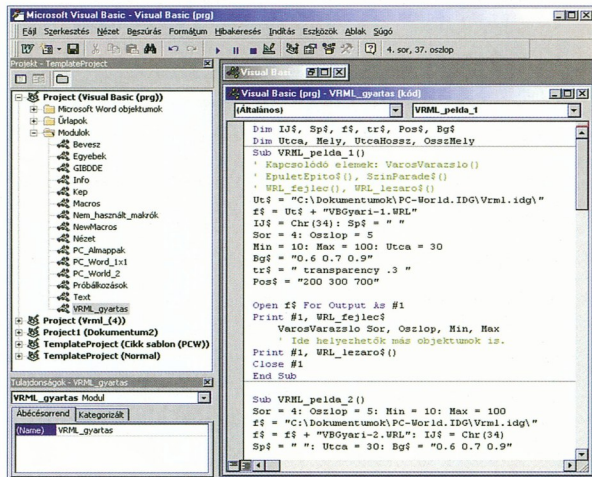 Microsoft Visual Basic - Visual Basic (prg)
Fájl Szerkesztés Nézet Beszúrás Formátum Hibakeresés Indítás Eszközök Ablak Súgó
4. sor, 37. oszlop
Projekt - TemplateProject
Project (Visual Basic (prg))
Microsoft Word objektumok
Űrlapok
Modulok
Bevesz
Egyebek
GIBDDE
Info
Kep
Macros
Nem_használt_makrók
NewMacros
Nézet
PC_Almappak
PC_Word_1x1
PC_World_2
Próbálkozások
Text
VRML_gyartas
Project (Vrml_(4))
Project1 (Dokumentum2)
TemplateProject (Cikk sablon (PCW))
TemplateProject (Normal)
Tulajdonságok - VRML_gyartas
VRML_gyartas Modul
Ábécésorrend Kategorizált
(Name) VRML_gyartas
Visual Basi
Visual Basic (prg) - VRML_gyartas (kód)
(Általános) VRML_pelda_1
Dim IJ$, Sp$, f$, tr$, Pos$, Bg$
Dim Utca, Mely, UtcaHossz, OsszMely
Sub VRML_pelda_1()
' Kapcsolódó elemek: VarosVarazslo()
' EpuletEpito$(), SzinParade$()
' WRL_fejlec(), WRL_lezaro$()
Ut$ = "C:\Dokumentumok\PC-World.IDG\Vrml.idg\"
f$ = Ut$ + "VBGyari-1.WRL"
IJ$ = Chr(34): Sp$ = " "
Sor = 4: Oszlop = 5
Min = 10: Max = 100: Utca = 30
Bg$ = "0.6 0.7 0.9"
tr$ = " transparency .3 "
Pos$ = "200 300 700"
Open f$ For Output As #1
Print #1, WRL_fejlec$
VarosVarazslo Sor, Oszlop, Min, Max
' Ide helyezhetők más objektumok is.
Print #1, WRL_lezaro$()
Close #1
End Sub
Sub VRML_pelda_2()
Sor = 4: Oszlop = 5: Min = 10: Max = 100
f$ = "C:\Dokumentumok\PC-World.IDG\Vrml.idg\"
f$ = f$ + "VBGyari-2.WRL": IJ$ = Chr(34)
Sp$ = " ": Utca = 30: Bg$ = "0.6 0.7 0.9"